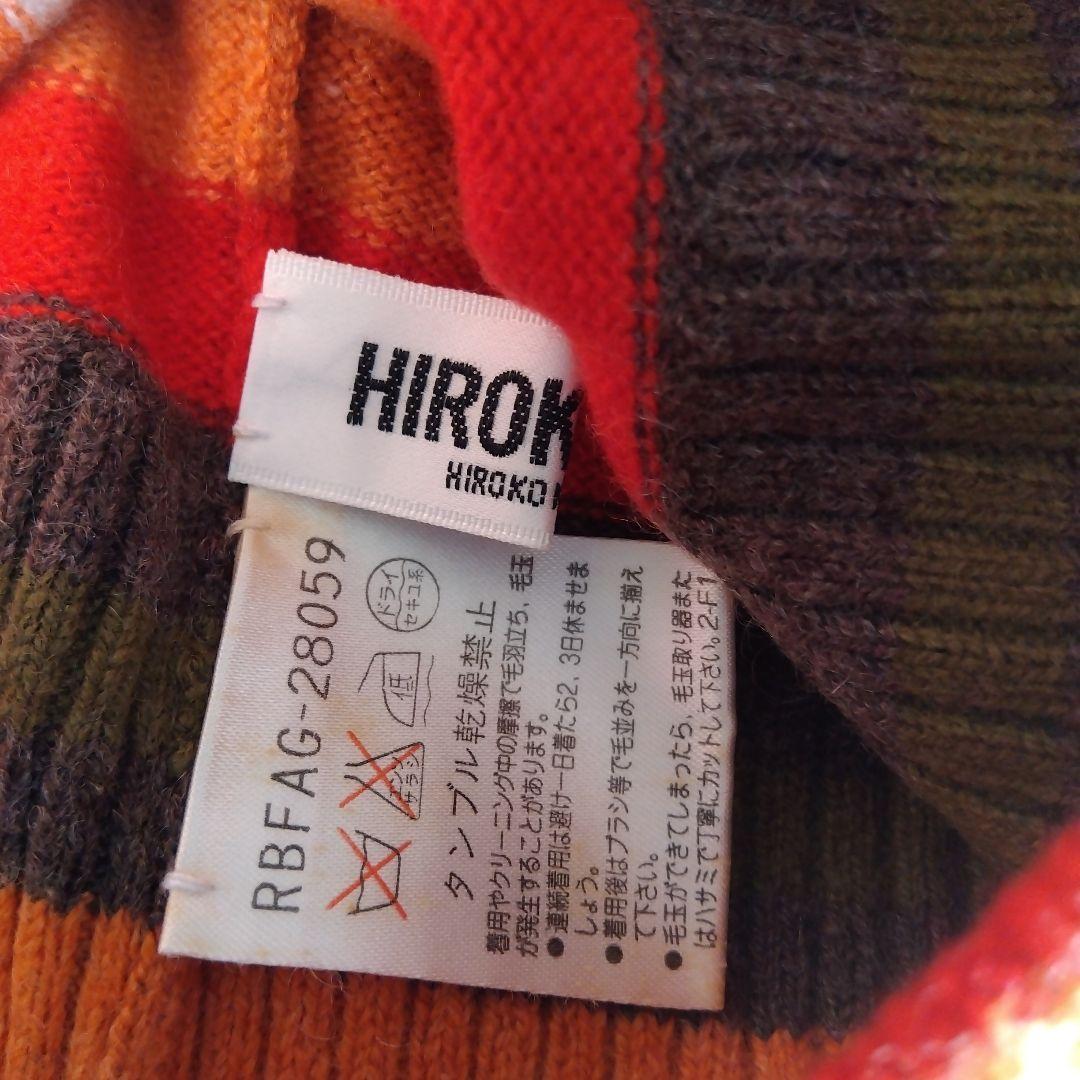 HIROK
HIROKO
RBFAG-28059
ドライ
セキユ系
低
エンソ
サラシ
タンブル乾燥禁止
着用やクリーニング中の摩擦で毛羽立ち、毛玉
が発生することがあります。
●連続着用は避け一日着たら2、3日休ませま
しょう。
●着用後はブラシ等で毛並みを一方向に揃え
て下さい。
●毛玉ができてしまったら、毛玉取り器また
はハサミで丁寧にカットして下さい。2-F1